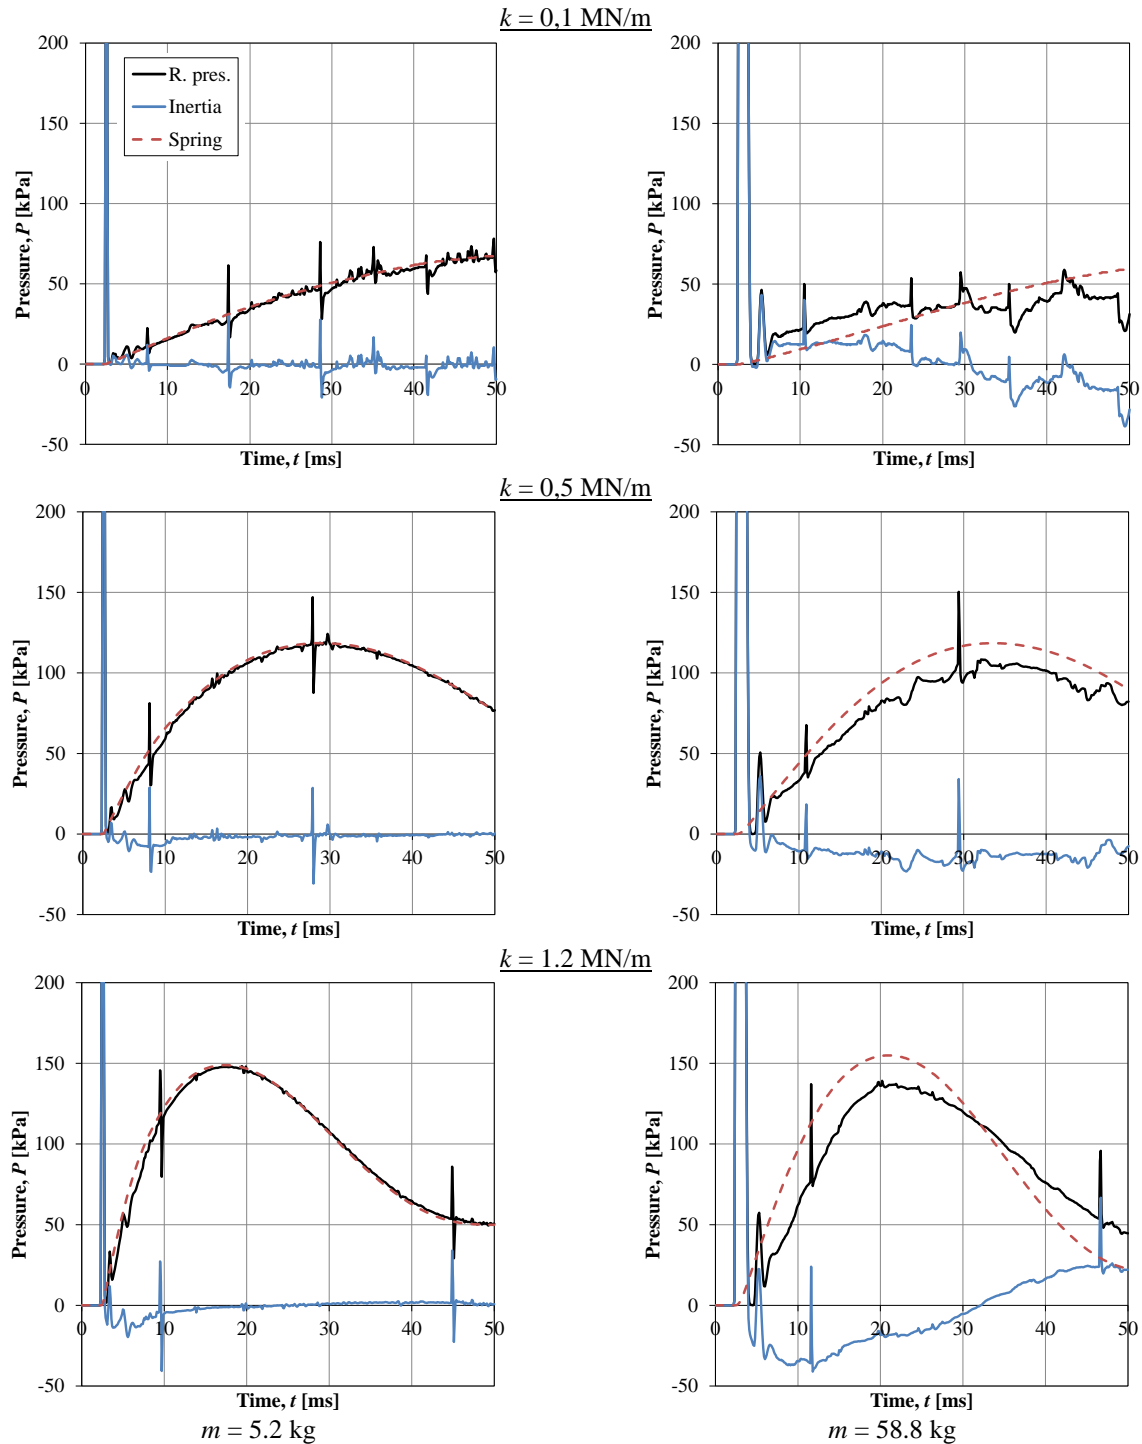 k = 0,1 MN/m
200
150
100
50
0
-50
Pressure, P [kPa]
R. pres.
Inertia
Spring
0 10 20 30 40 50
Time, t [ms]
200
150
100
50
0
-50
Pressure, P [kPa]
0 10 20 30 40 50
Time, t [ms]
k = 0,5 MN/m
200
150
100
50
0
-50
Pressure, P [kPa]
0 10 20 30 40 50
Time, t [ms]
200
150
100
50
0
-50
Pressure, P [kPa]
0 10 20 30 40 50
Time, t [ms]
k = 1.2 MN/m
200
150
100
50
0
-50
Pressure, P [kPa]
0 10 20 30 40 50
Time, t [ms]
200
150
100
50
0
-50
Pressure, P [kPa]
0 10 20 30 40 50
Time, t [ms]
m = 5.2 kg
m = 58.8 kg